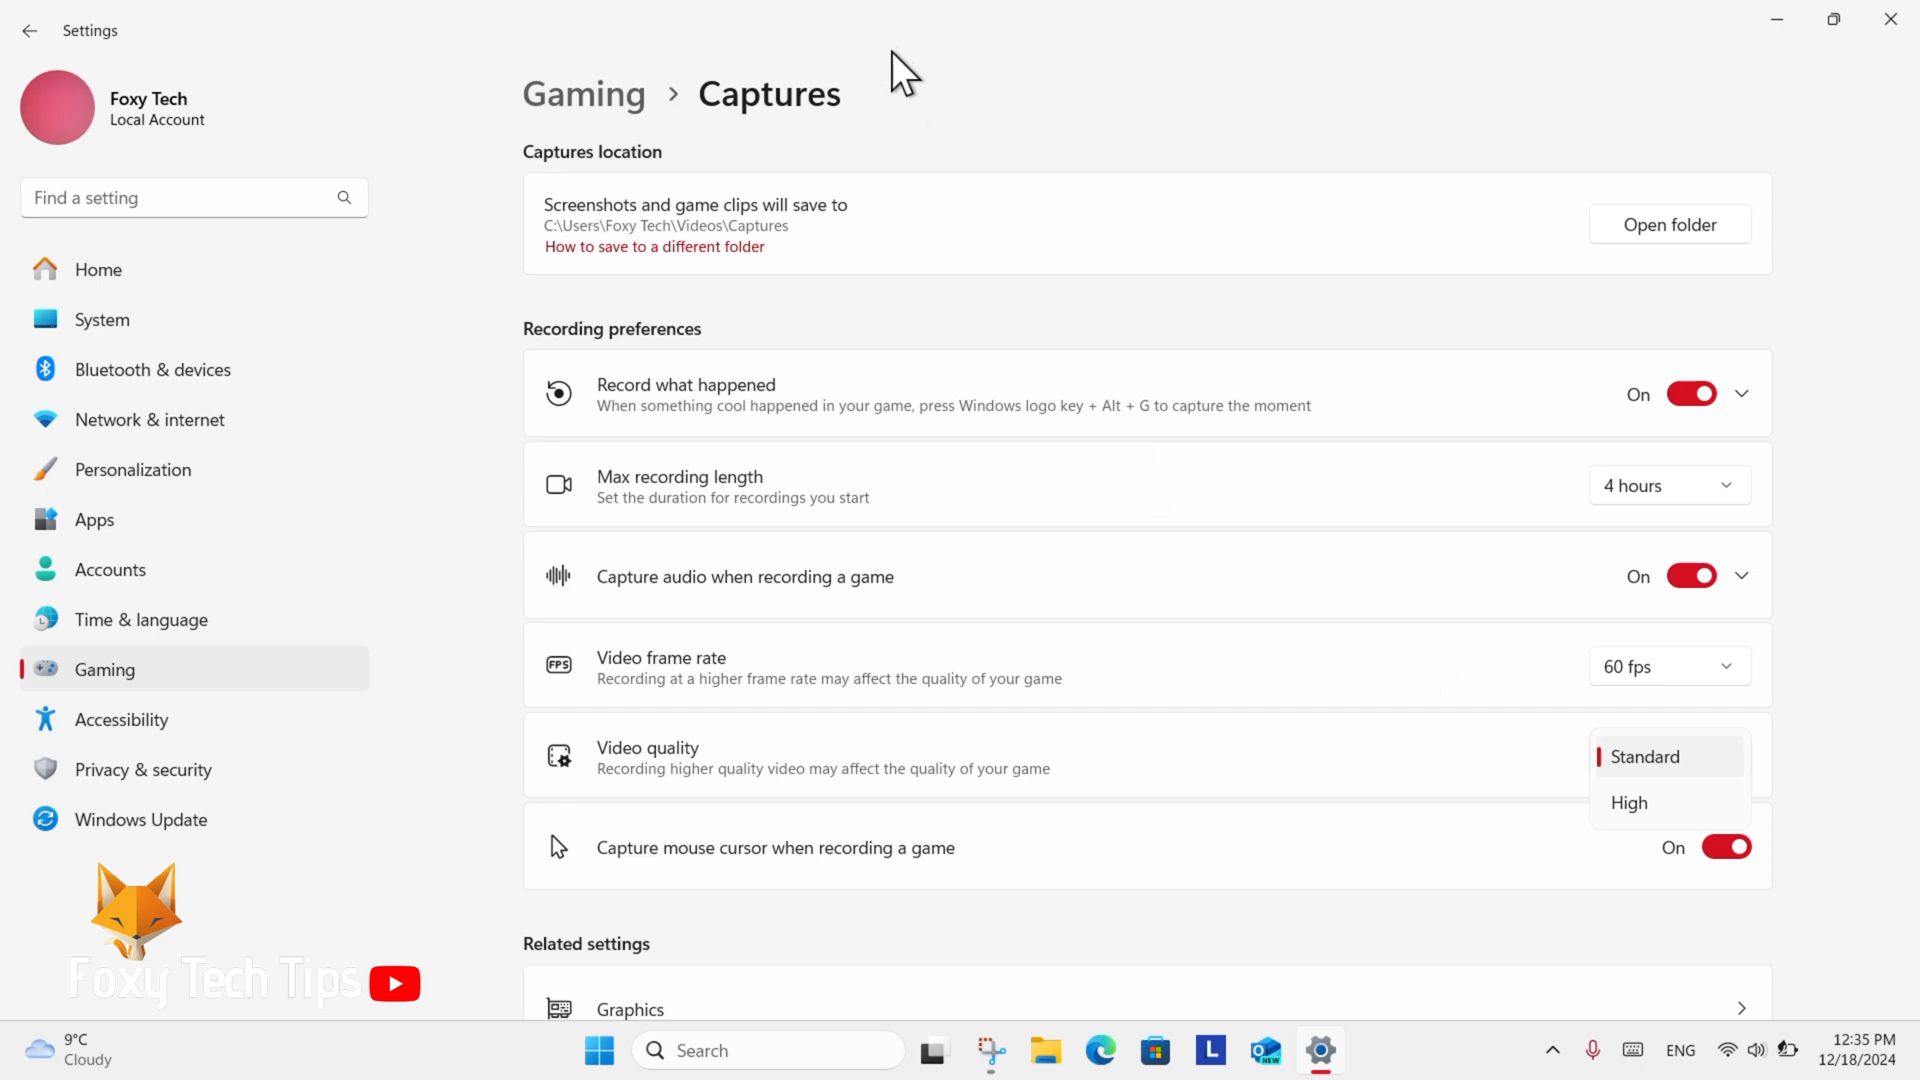 Settings
Foxy Tech
Local Account
Find a setting
Home
System
Bluetooth & devices
Network & internet
Personalization
Apps
Accounts
Time & language
Gaming
Accessibility
Privacy & security
Windows Update
Foxy Tech Tips
Gaming > Captures
Captures location
Screenshots and game clips will save to
C:\Users\Foxy Tech\Videos\Captures
How to save to a different folder
Open folder
Recording preferences
Record what happened
When something cool happened in your game, press Windows logo key + Alt + G to capture the moment
On
Max recording length
Set the duration for recordings you start
4 hours
Capture audio when recording a game
On
FPS
Video frame rate
Recording at a higher frame rate may affect the quality of your game
60 fps
Video quality
Recording higher quality video may affect the quality of your game
Standard
High
Capture mouse cursor when recording a game
On
Related settings
Graphics
9°C
Cloudy
Search
L
NEW
ENG
12:35 PM
12/18/2024